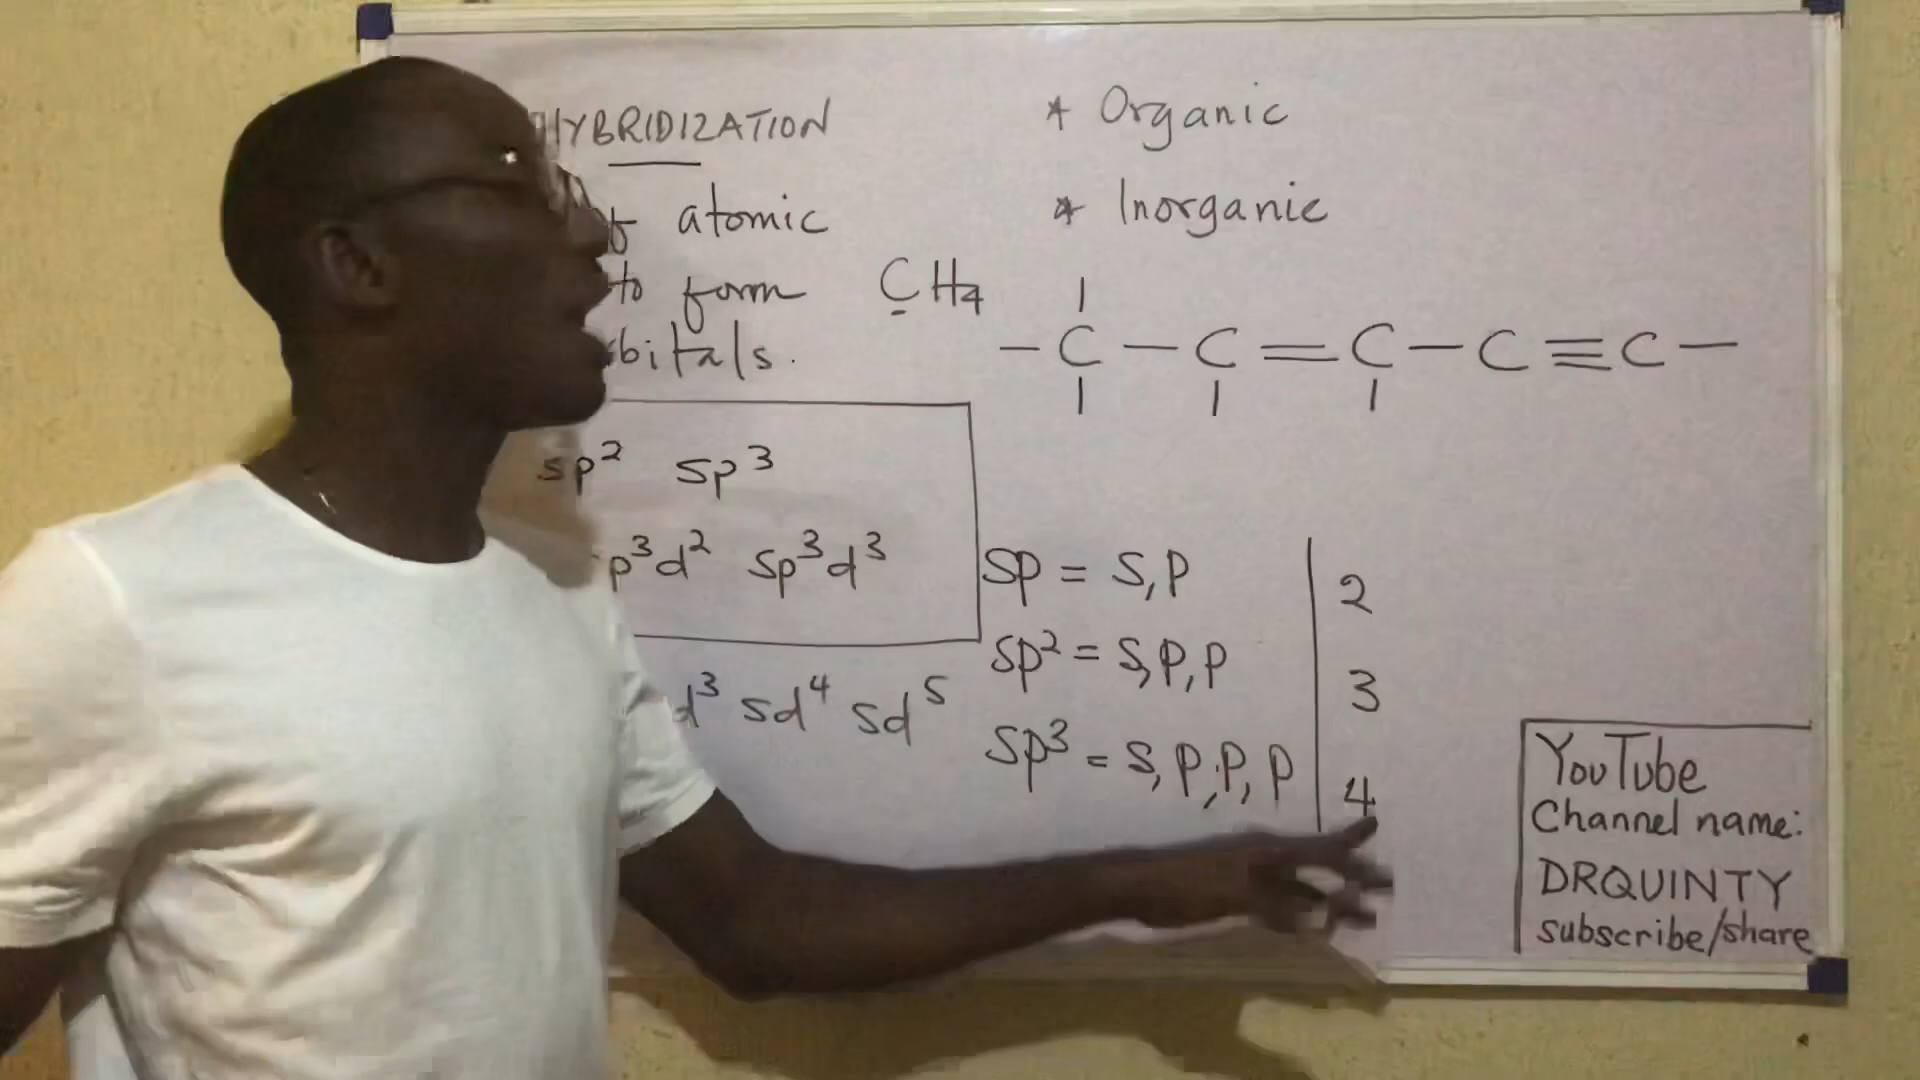 HYBRIDIZATION
atomic
to form
bitals.
sp² sp³
p³d² sp³d³
d³ sd⁴ sd⁵
* Organic
* Inorganic
CH4
– C – C = C – C ≡ C –
sp = s, p
sp² = s, p, p
sp³ = s, p, p, p
2
3
4
YouTube
Channel name:
DRQUINTY
subscribe/share